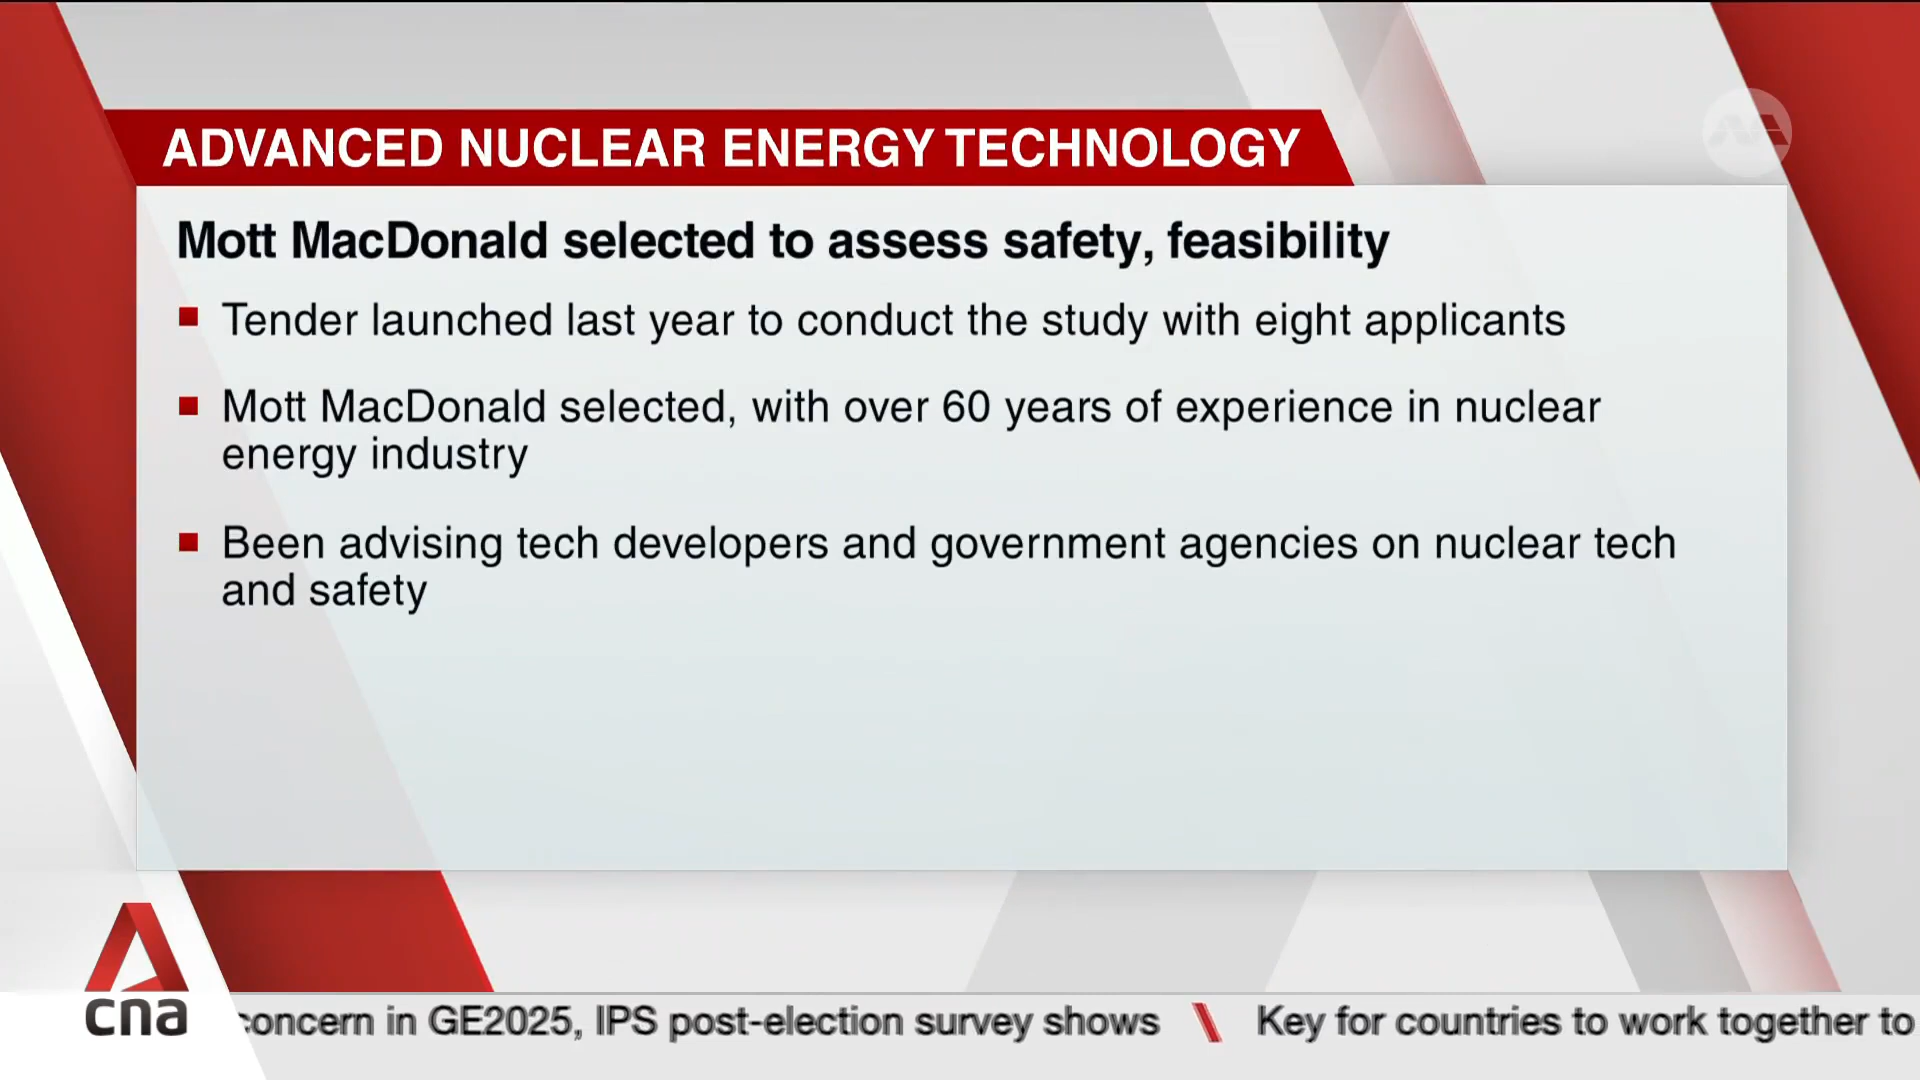 ADVANCED NUCLEAR ENERGY TECHNOLOGY
Mott MacDonald selected to assess safety, feasibility
Tender launched last year to conduct the study with eight applicants
Mott MacDonald selected, with over 60 years of experience in nuclear
energy industry
Been advising tech developers and government agencies on nuclear tech
and safety
cna
concern in GE2025, IPS post-election survey shows
Key for countries to work together to